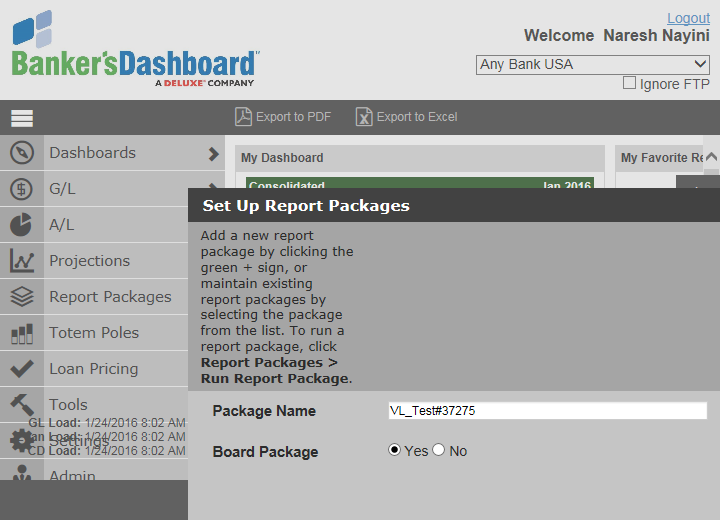 Logout
Welcome Naresh Nayini
Banker'sDashboard™
A DELUXE® COMPANY
Any Bank USA
Ignore FTP
Export to PDF
Export to Excel
Dashboards
My Dashboard
My Favorite Re
G/L
Consolidated
Jan 2016
Set Up Report Packages
A/L
Projections
Report Packages
Totem Poles
Loan Pricing
Tools
Settings
Admin
Add a new report
package by clicking the
green + sign, or
maintain existing
report packages by
selecting the package
from the list. To run a
report package, click
Report Packages >
Run Report Package.
Package Name
VL_Test#37275
Board Package
Yes
No
GL Load: 1/24/2016 8:02 AM
an Load: 1/24/2016 8:02 AM
CD Load: 1/24/2016 8:02 AM